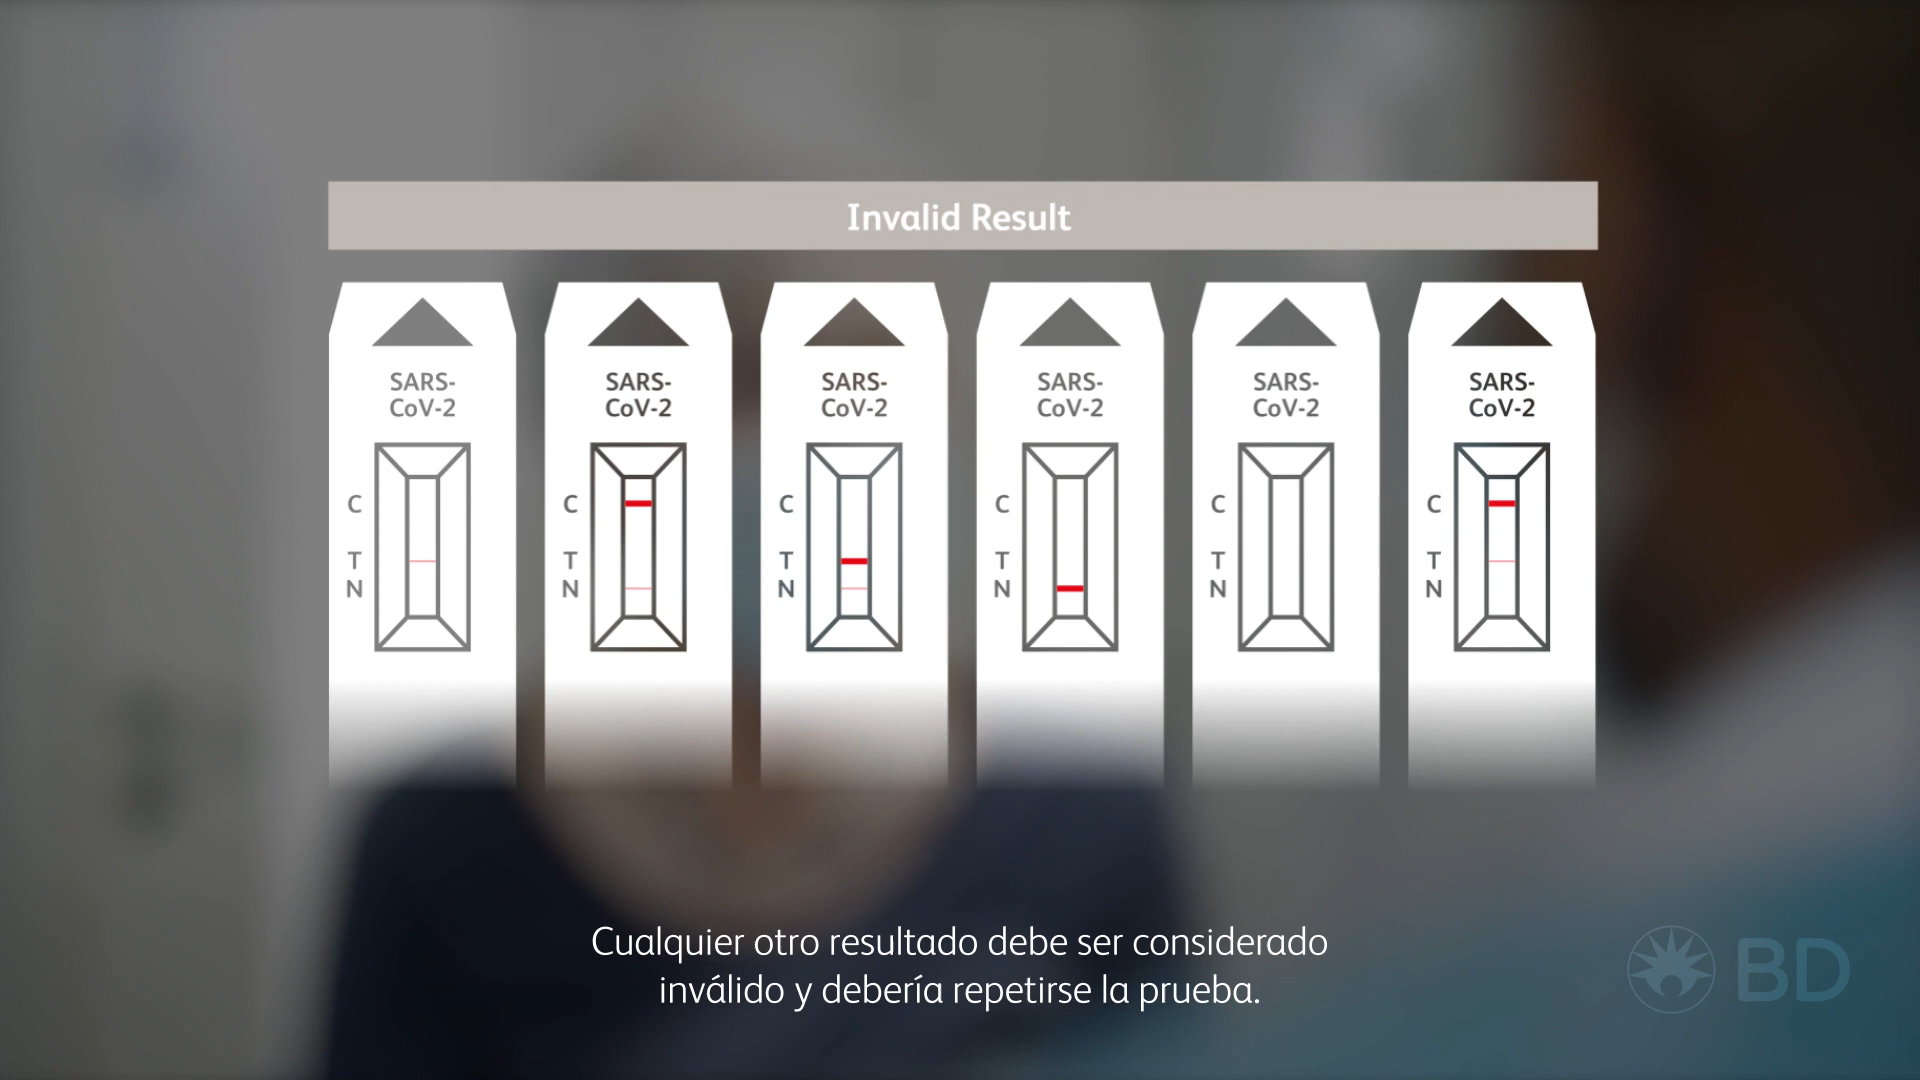 Invalid Result
SARS-
CoV-2
C
T
N
SARS-
CoV-2
C
T
N
SARS-
CoV-2
C
T
N
SARS-
CoV-2
C
T
N
SARS-
CoV-2
C
T
N
SARS-
CoV-2
C
T
N
Cualquier otro resultado debe ser considerado
inválido y debería repetirse la prueba.
BD